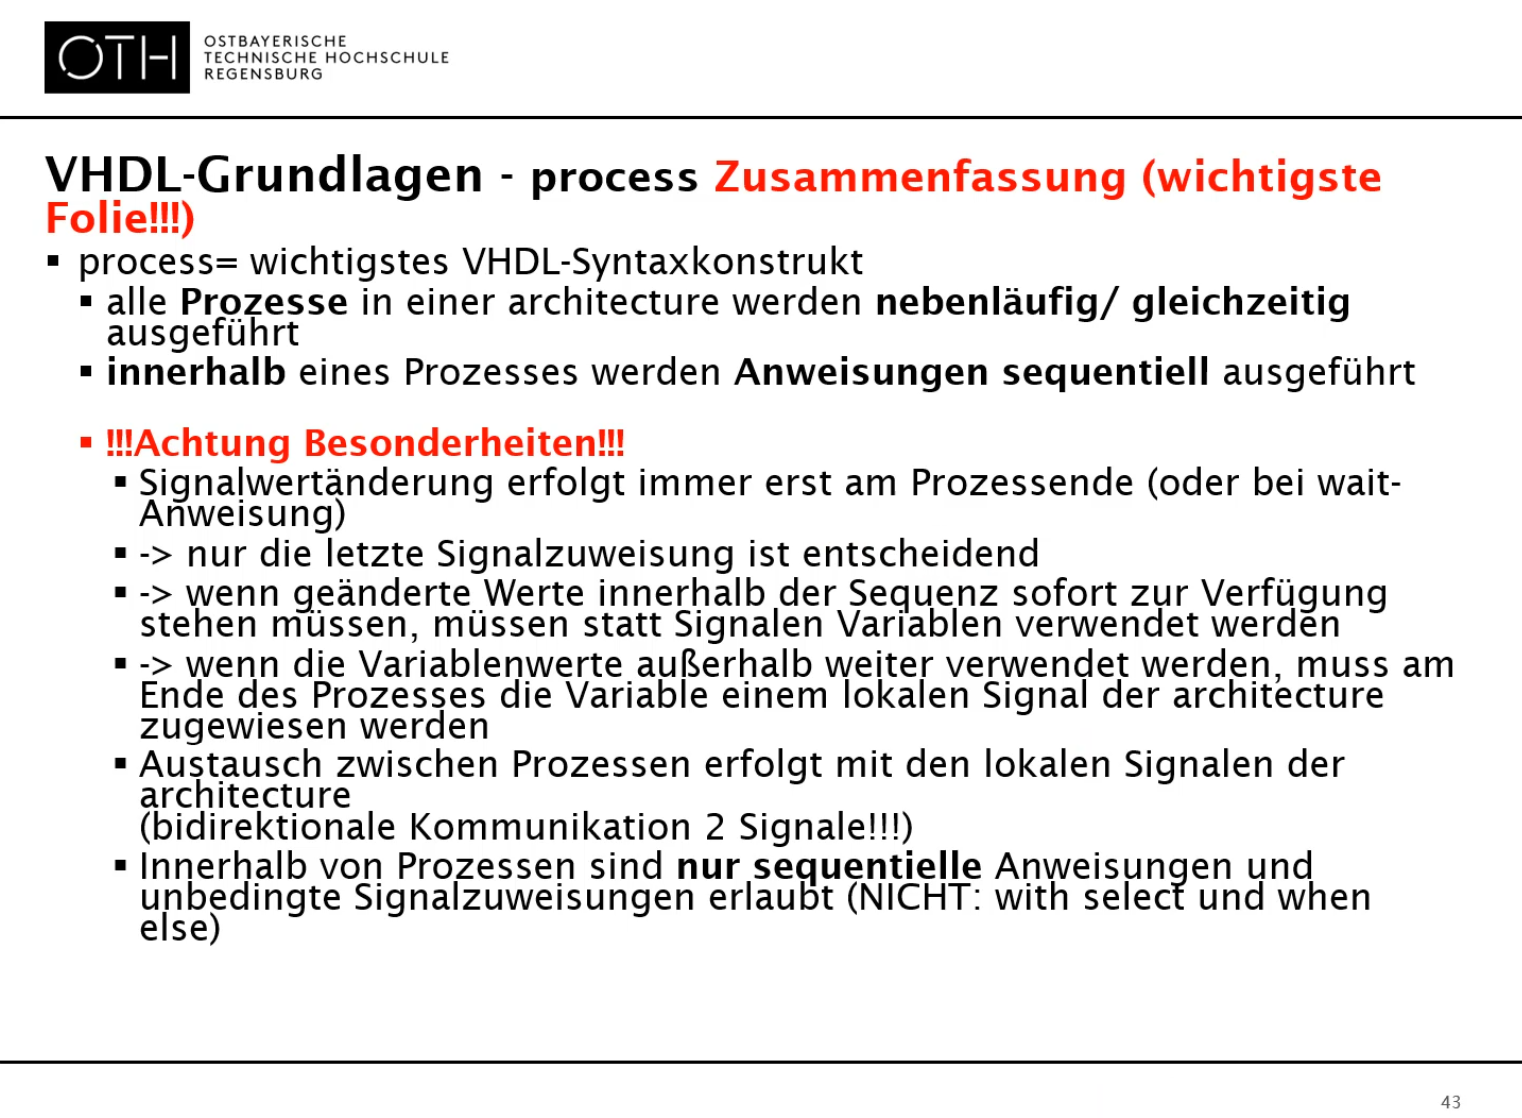 OTH
OSTBAYERISCHE
TECHNISCHE HOCHSCHULE
REGENSBURG
VHDL-Grundlagen - process Zusammenfassung (wichtigste
Folie!!!)
▪ process= wichtigstes VHDL-Syntaxkonstrukt
▪ alle Prozesse in einer architecture werden nebenläufig/ gleichzeitig
ausgeführt
▪ innerhalb eines Prozesses werden Anweisungen sequentiell ausgeführt
▪ !!!Achtung Besonderheiten!!!
▪ Signalwertänderung erfolgt immer erst am Prozessende (oder bei wait-
Anweisung)
▪ -> nur die letzte Signalzuweisung ist entscheidend
▪ -> wenn geänderte Werte innerhalb der Sequenz sofort zur Verfügung
stehen müssen, müssen statt Signalen Variablen verwendet werden
▪ -> wenn die Variablenwerte außerhalb weiter verwendet werden, muss am
Ende des Prozesses die Variable einem lokalen Signal der architecture
zugewiesen werden
▪ Austausch zwischen Prozessen erfolgt mit den lokalen Signalen der
architecture
(bidirektionale Kommunikation 2 Signale!!!)
▪ Innerhalb von Prozessen sind nur sequentielle Anweisungen und
unbedingte Signalzuweisungen erlaubt (NICHT: with select und when
else)
43